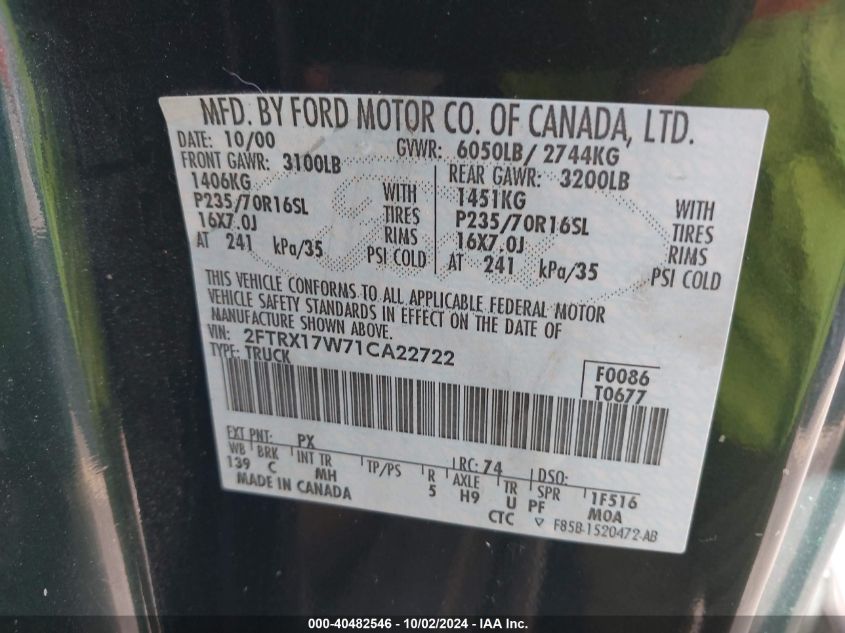 MFD. BY FORD MOTOR CO. OF CANADA, LTD.
DATE: 10/00 GVWR: 6050LB/ 2744KG
FRONT GAWR: 3100LB REAR GAWR: 3200LB
1406KG WITH 1451KG WITH
P235/70R16SL TIRES P235/70R16SL TIRES
16X7.0J RIMS 16X7.0J RIMS
AT 241 kPa/35 PSI COLD AT 241 kPa/35 PSI COLD
THIS VEHICLE CONFORMS TO ALL APPLICABLE FEDERAL MOTOR
VEHICLE SAFETY STANDARDS IN EFFECT ON THE DATE OF
MANUFACTURE SHOWN ABOVE.
VIN: 2FTRX17W71CA22722
TYPE: TRUCK
F0086
T0677
EXT PNT: PX RC: 74 DSO:
WB BRK INT TR TP/PS R AXLE TR SPR 1F516
139 C MH 5 H9 U PF MOA
MADE IN CANADA CTC ▽ F85B-1520472-AB
000-40482546 - 10/02/2024 - IAA Inc.